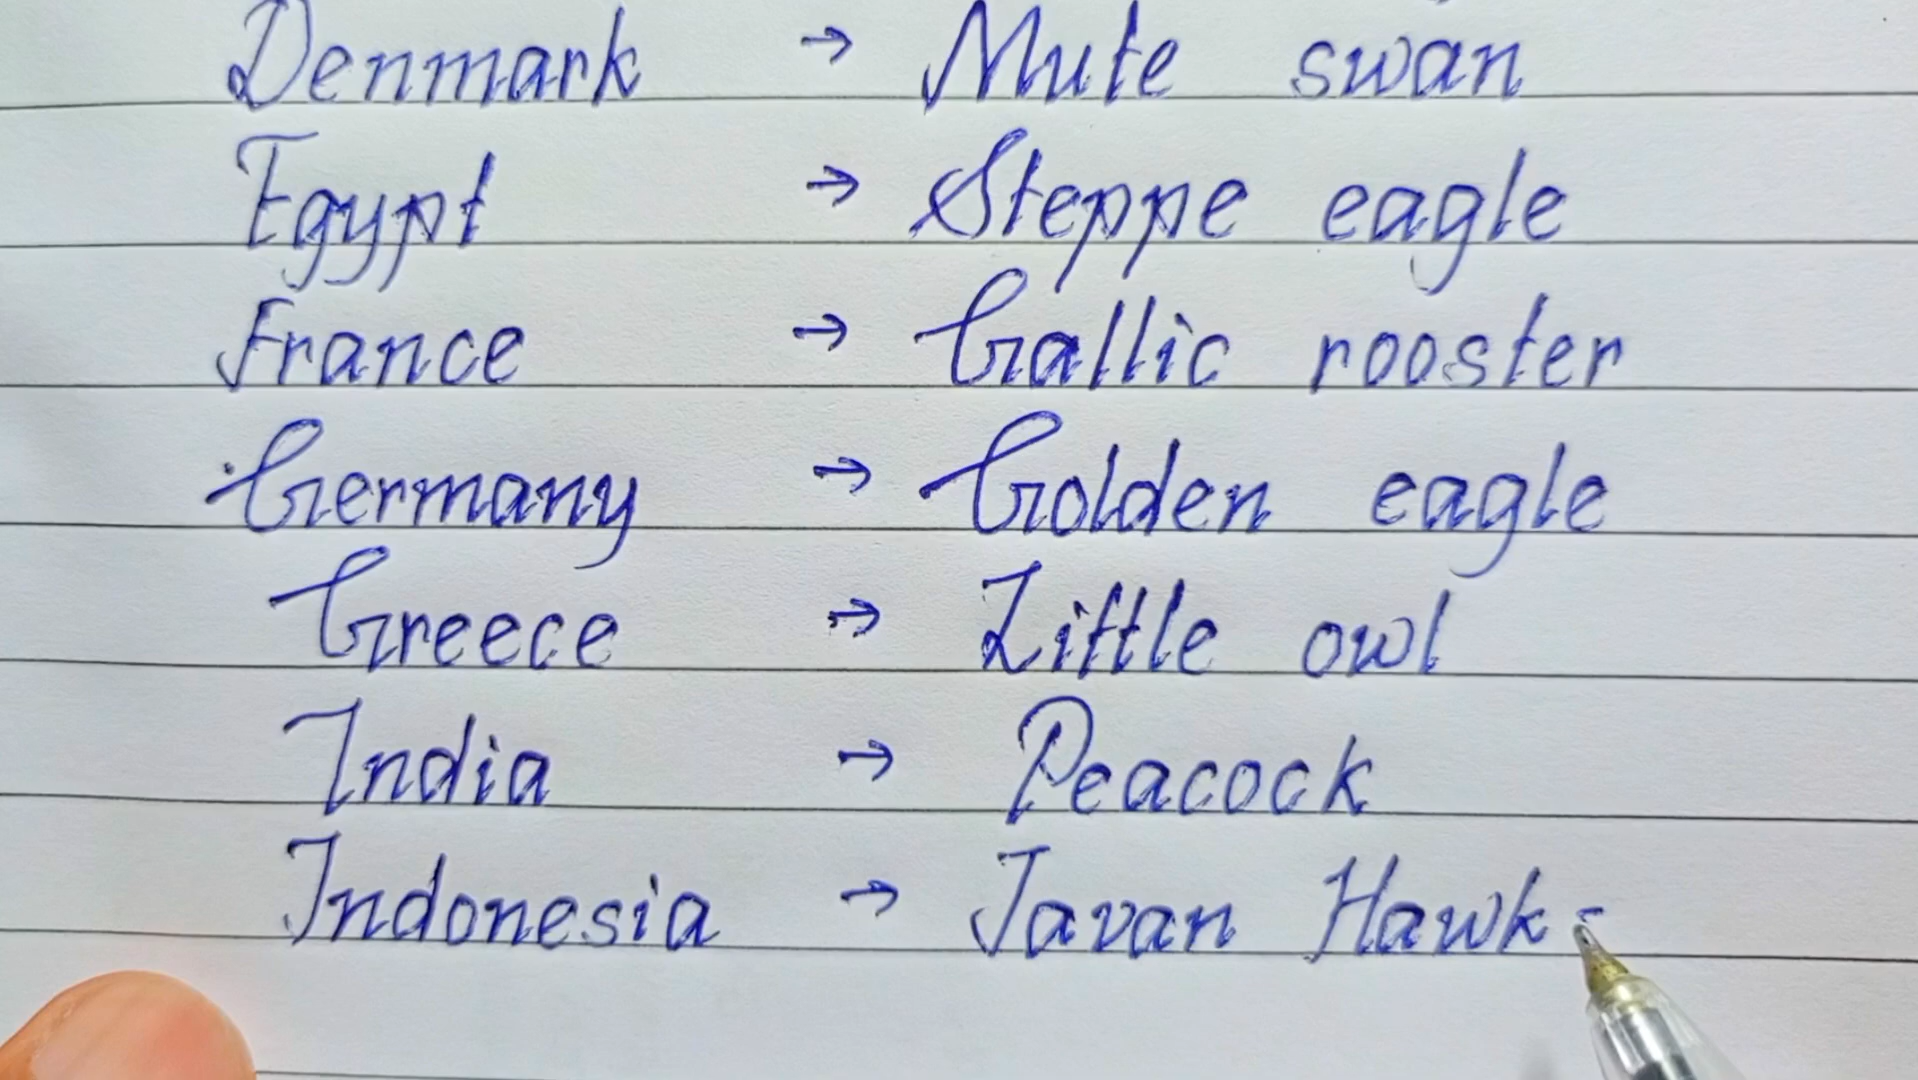 Denmark → Mute swan
Egypt → Steppe eagle
France → Gallic rooster
Germany → Golden eagle
Greece → Little owl
India → Peacock
Indonesia → Javan Hawk-